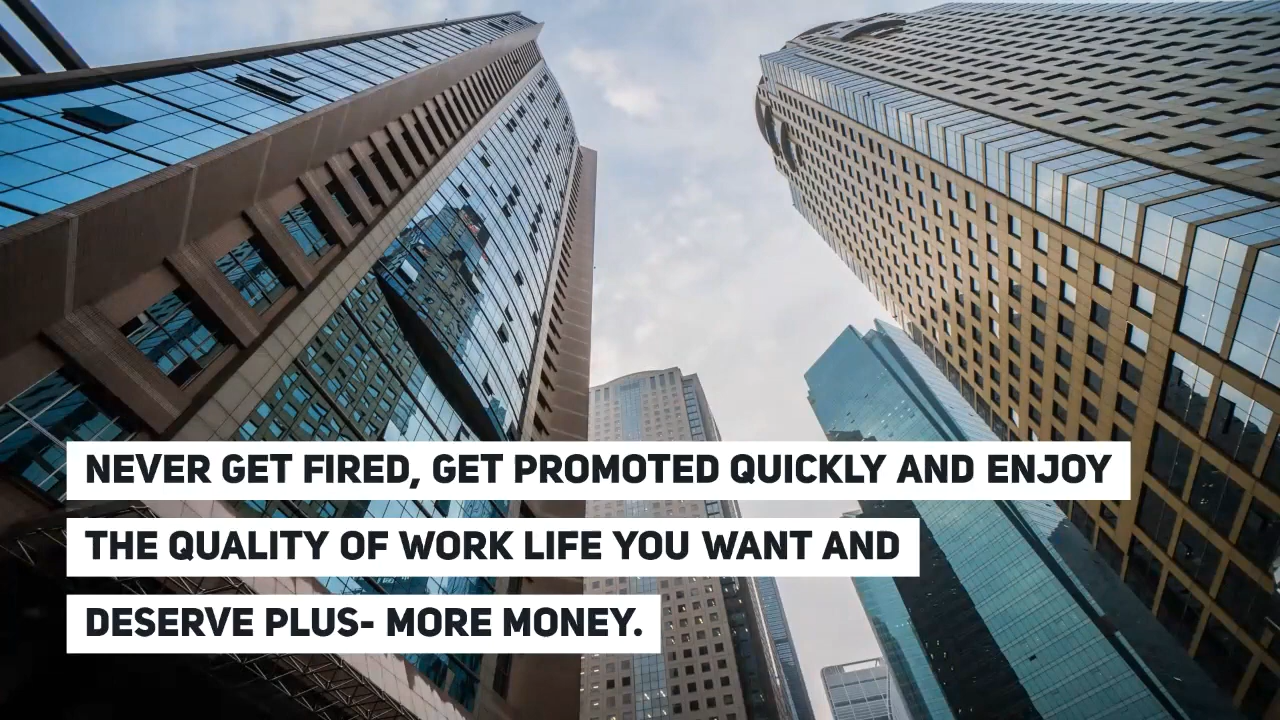 NEVER GET FIRED, GET PROMOTED QUICKLY AND ENJOY
THE QUALITY OF WORK LIFE YOU WANT AND
DESERVE PLUS- MORE MONEY.